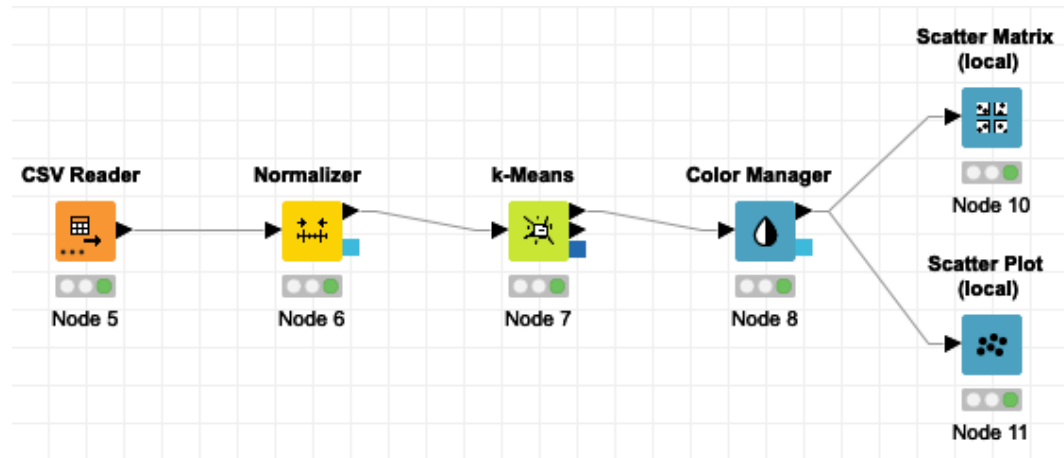 Scatter Matrix
(local)
CSV Reader
Normalizer
k-Means
Color Manager
Node 10
Scatter Plot
(local)
Node 5
Node 6
Node 7
Node 8
Node 11